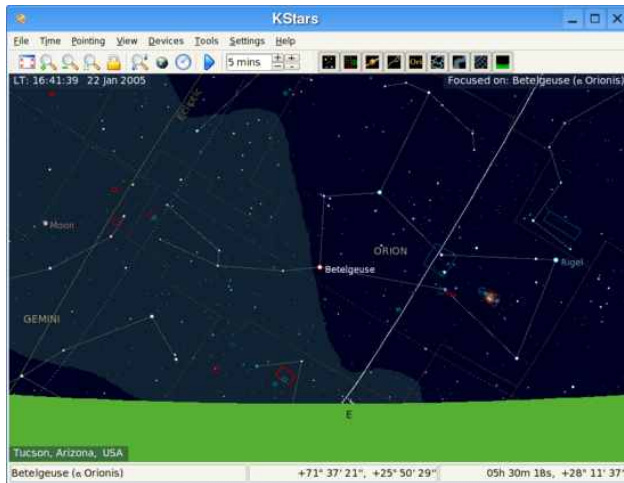 KStars
File Time Pointing View Devices Tools Settings Help
5 mins
Ori
LT: 16:41:39 22 Jan 2005
Focused on: Betelgeuse (α Orionis)
Ecliptic
Moon
ORION
Betelgeuse
Rigel
GEMINI
E
Tucson, Arizona, USA
Betelgeuse (α Orionis) +71° 37' 21", +25° 50' 29" 05h 30m 18s, +28° 11' 37"